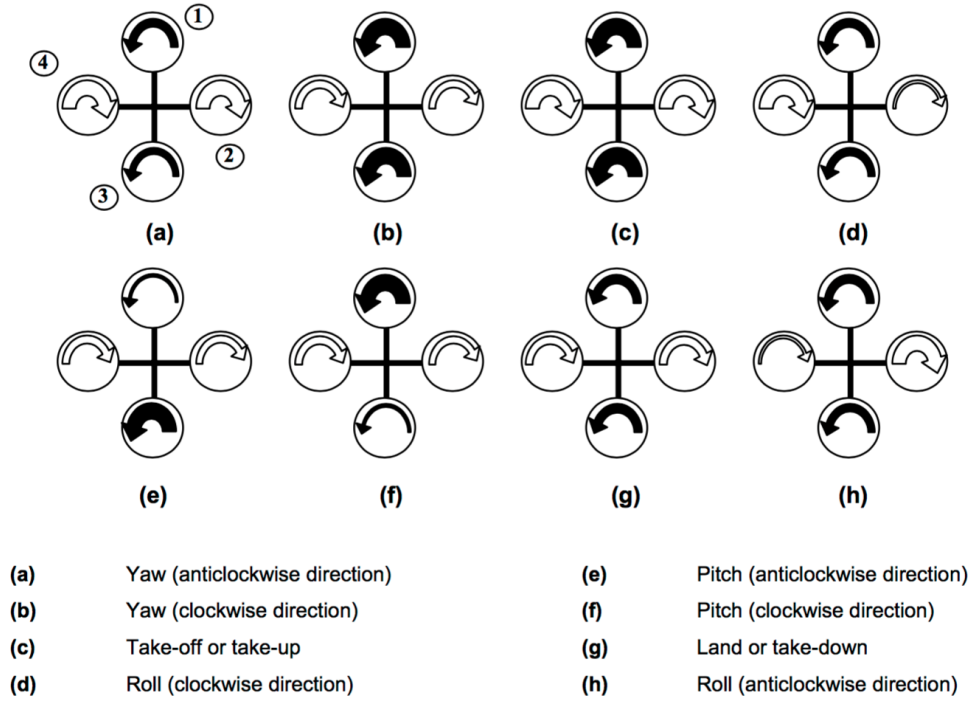 1
4
2
3
(a) (b) (c) (d)
(e) (f) (g) (h)
(a) Yaw (anticlockwise direction) (e) Pitch (anticlockwise direction)
(b) Yaw (clockwise direction) (f) Pitch (clockwise direction)
(c) Take-off or take-up (g) Land or take-down
(d) Roll (clockwise direction) (h) Roll (anticlockwise direction)